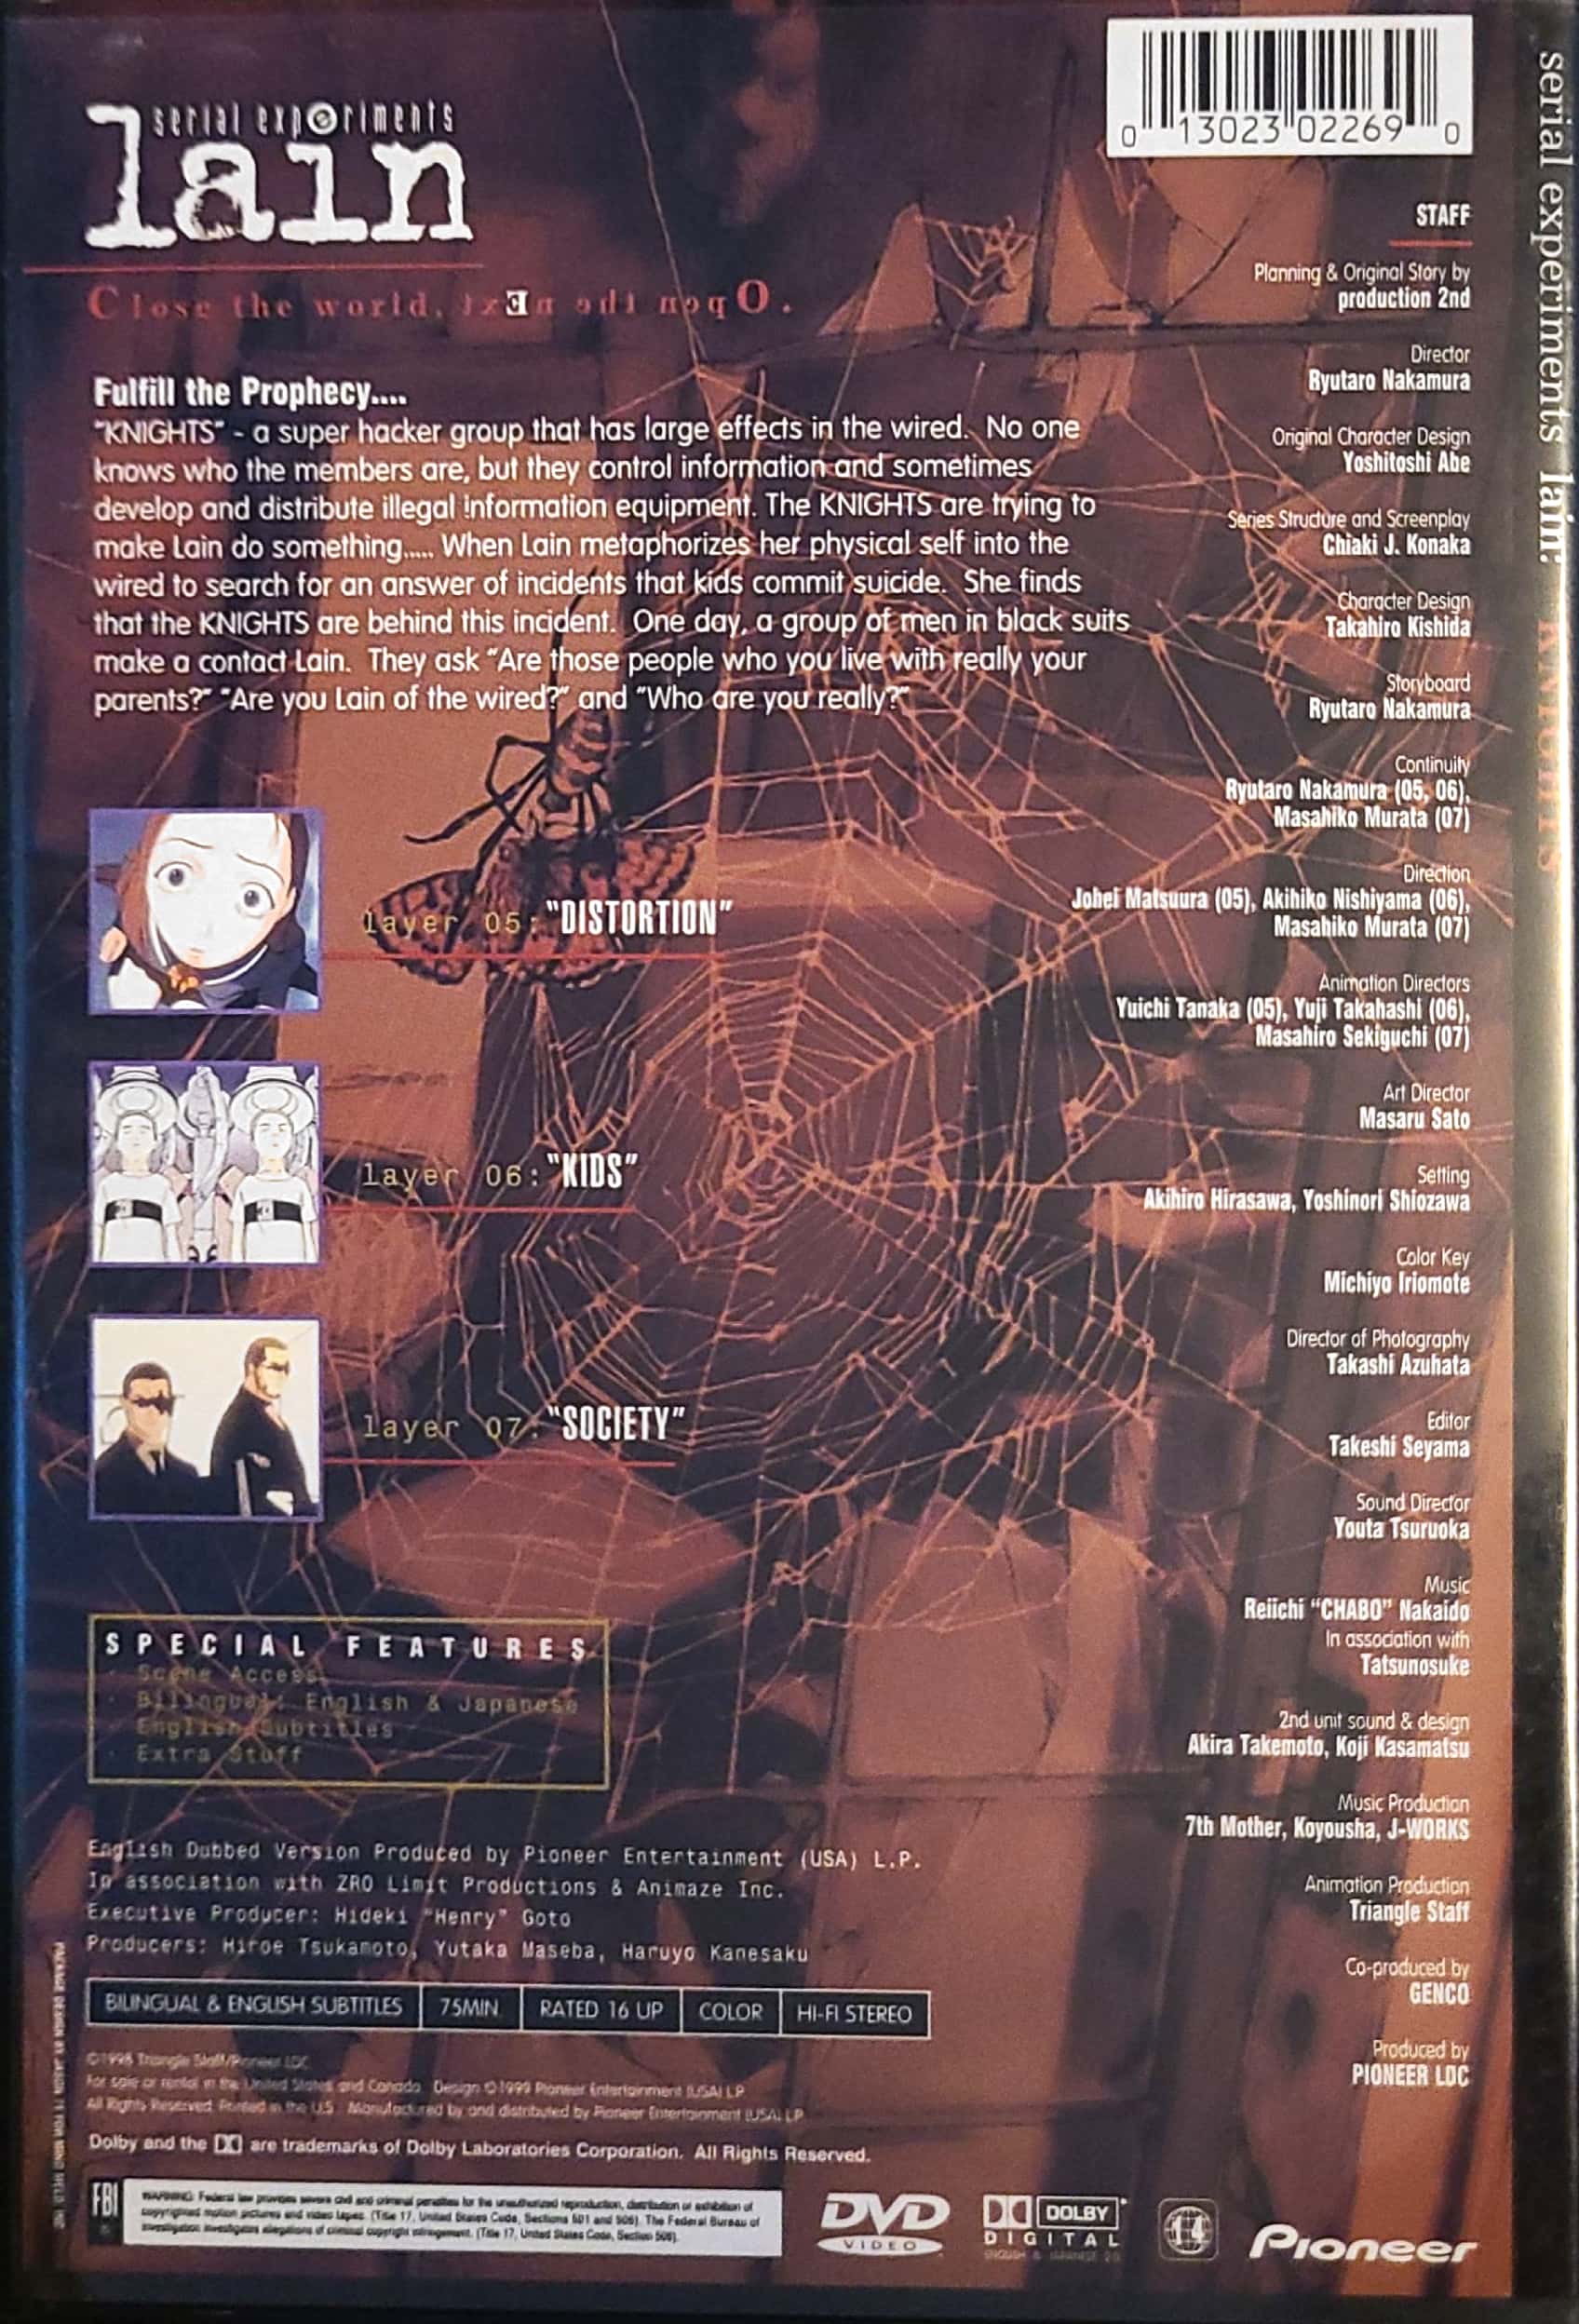 serial experiments
lain
Close the world, txEn eht nepO.
Fulfill the Prophecy....
"KNIGHTS" - a super hacker group that has large effects in the wired. No one
knows who the members are, but they control information and sometimes
develop and distribute illegal information equipment. The KNIGHTS are trying to
make Lain do something..... When Lain metaphorizes her physical self into the
wired to search for an answer of incidents that kids commit suicide. She finds
that the KNIGHTS are behind this incident. One day, a group of men in black suits
make a contact Lain. They ask "Are those people who you live with really your
parents?" "Are you Lain of the wired?" and "Who are you really?"
layer 05: "DISTORTION"
layer 06: "KIDS"
layer 07: "SOCIETY"
SPECIAL FEATURES
· Scene Access
· Bilingual: English & Japanese
· English Subtitles
· Extra Stuff
English Dubbed Version Produced by Pioneer Entertainment (USA) L.P.
In association with ZRO Limit Productions & Animaze Inc.
Executive Producer: Hideki "Henry" Goto
Producers: Hiroe Tsukamoto, Yutaka Maseba, Haruyo Kanesaku
BILINGUAL & ENGLISH SUBTITLES 75MIN RATED 16 UP COLOR HI-FI STEREO
©1998 Triangle Staff/Pioneer LDC
For sale or rental in the United States and Canada. Design ©1999 Pioneer Entertainment (USA) L.P.
All Rights Reserved. Printed in the U.S. Manufactured by and distributed by Pioneer Entertainment (USA) L.P.
Dolby and the DD are trademarks of Dolby Laboratories Corporation. All Rights Reserved.
FBI
WARNING: Federal law provides severe civil and criminal penalties for the unauthorized reproduction, distribution or exhibition of
copyrighted motion pictures and video tapes. (Title 17, United States Code, Sections 501 and 506). The Federal Bureau of
Investigation investigates allegations of criminal copyright infringement. (Title 17, United States Code, Section 506).
DVD
VIDEO
DOLBY
DIGITAL
ENGLISH & JAPANESE 2.0
Pioneer
0 13023 02269 0
STAFF
Planning & Original Story by
production 2nd
Director
Ryutaro Nakamura
Original Character Design
Yoshitoshi Abe
Series Structure and Screenplay
Chiaki J. Konaka
Character Design
Takahiro Kishida
Storyboard
Ryutaro Nakamura
Continuity
Ryutaro Nakamura (05, 06),
Masahiko Murata (07)
Direction
Johei Matsuura (05), Akihiko Nishiyama (06),
Masahiko Murata (07)
Animation Directors
Yuichi Tanaka (05), Yuji Takahashi (06),
Masahiro Sekiguchi (07)
Art Director
Masaru Sato
Setting
Akihiro Hirasawa, Yoshinori Shiozawa
Color Key
Michiyo Iriomote
Director of Photography
Takashi Azuhata
Editor
Takeshi Seyama
Sound Director
Youta Tsuruoka
Music
Reiichi "CHABO" Nakaido
In association with
Tatsunosuke
2nd unit sound & design
Akira Takemoto, Koji Kasamatsu
Music Production
7th Mother, Koyousha, J-WORKS
Animation Production
Triangle Staff
Co-produced by
GENCO
Produced by
PIONEER LDC
serial experiments lain: KNIGHTS